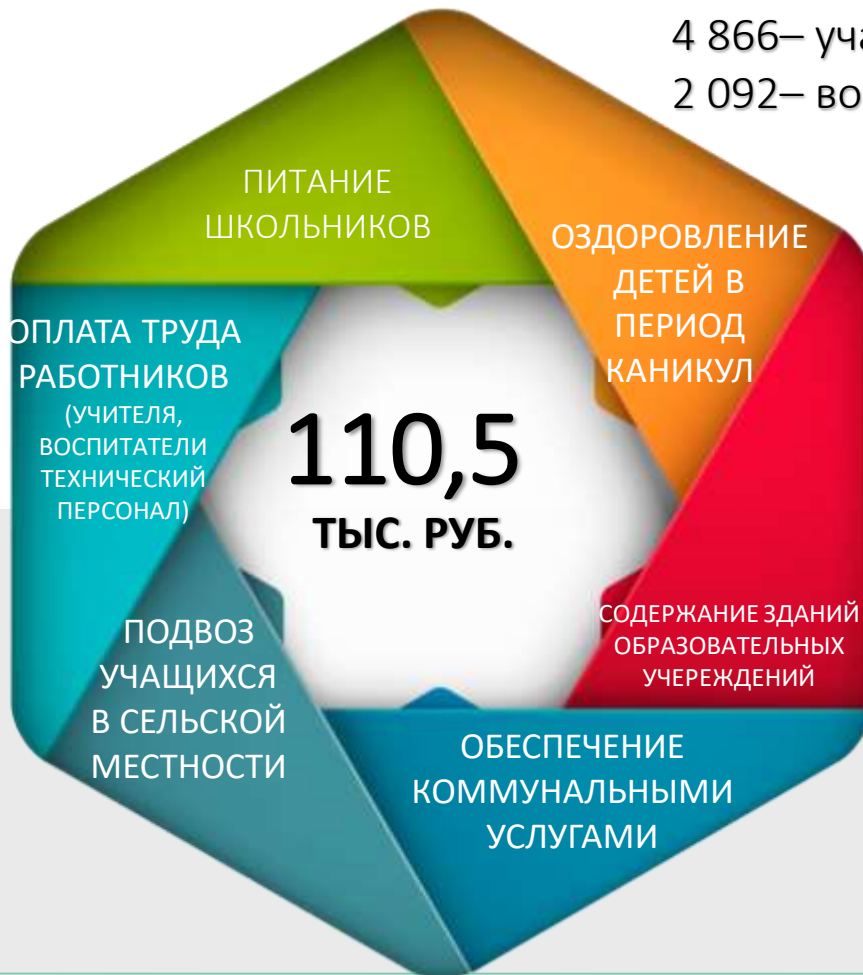 4 866– уча
2 092– во
ПИТАНИЕ
ШКОЛЬНИКОВ
ОЗДОРОВЛЕНИЕ
ДЕТЕЙ В
ПЕРИОД
КАНИКУЛ
ОПЛАТА ТРУДА
РАБОТНИКОВ
(УЧИТЕЛЯ,
ВОСПИТАТЕЛИ
ТЕХНИЧЕСКИЙ
ПЕРСОНАЛ)
110,5
ТЫС. РУБ.
СОДЕРЖАНИЕ ЗДАНИЙ
ОБРАЗОВАТЕЛЬНЫХ
УЧЕРЕЖДЕНИЙ
ПОДВОЗ
УЧАЩИХСЯ
В СЕЛЬСКОЙ
МЕСТНОСТИ
ОБЕСПЕЧЕНИЕ
КОММУНАЛЬНЫМИ
УСЛУГАМИ